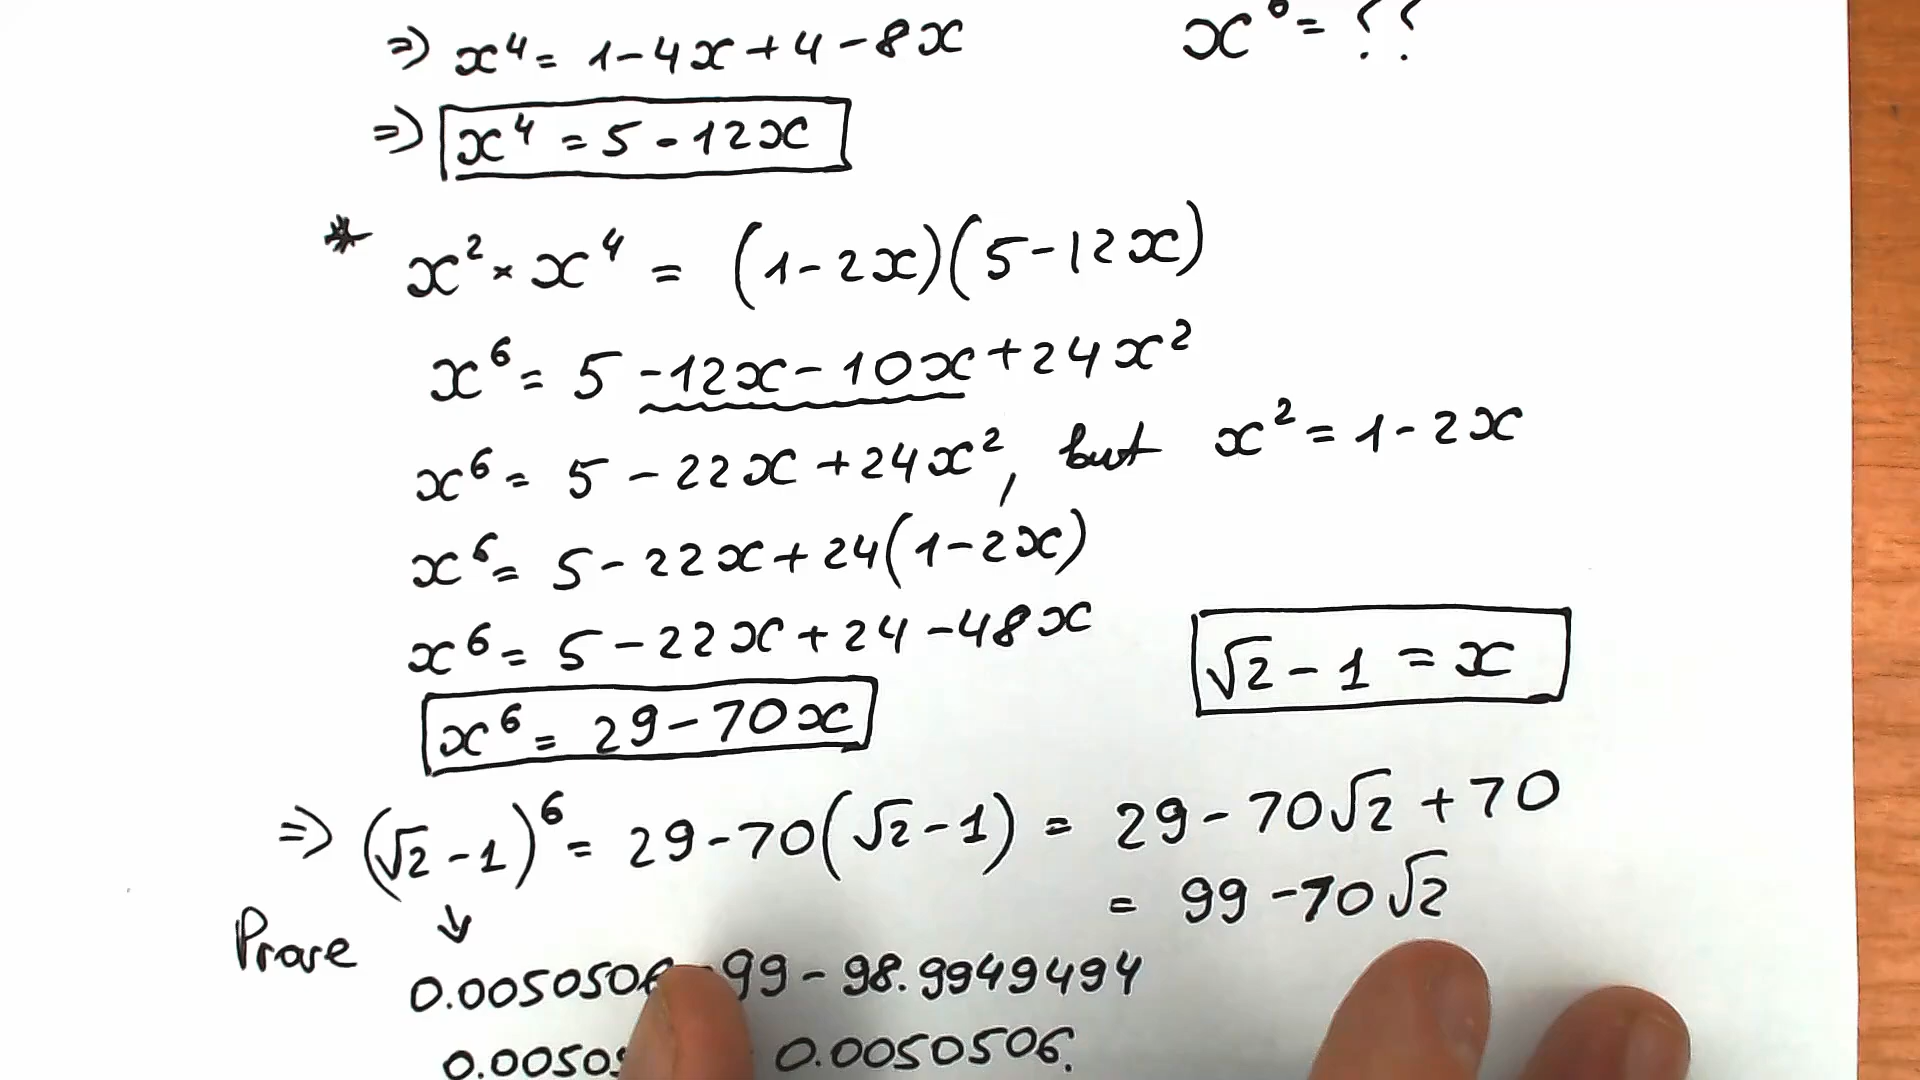 ⇒ x⁴ = 1 - 4x + 4 - 8x
⇒ x⁴ = 5 - 12x
* x² × x⁴ = (1 - 2x)(5 - 12x)
x⁶ = 5 - 12x - 10x + 24x²
x⁶ = 5 - 22x + 24x², but x² = 1 - 2x
x⁶ = 5 - 22x + 24(1 - 2x)
x⁶ = 5 - 22x + 24 - 48x
√2 - 1 = x
x⁶ = 29 - 70x
⇒ (√2 - 1)⁶ = 29 - 70(√2 - 1) = 29 - 70√2 + 70
= 99 - 70√2
Prove ↓
99 - 98.9949494
0.0050506.